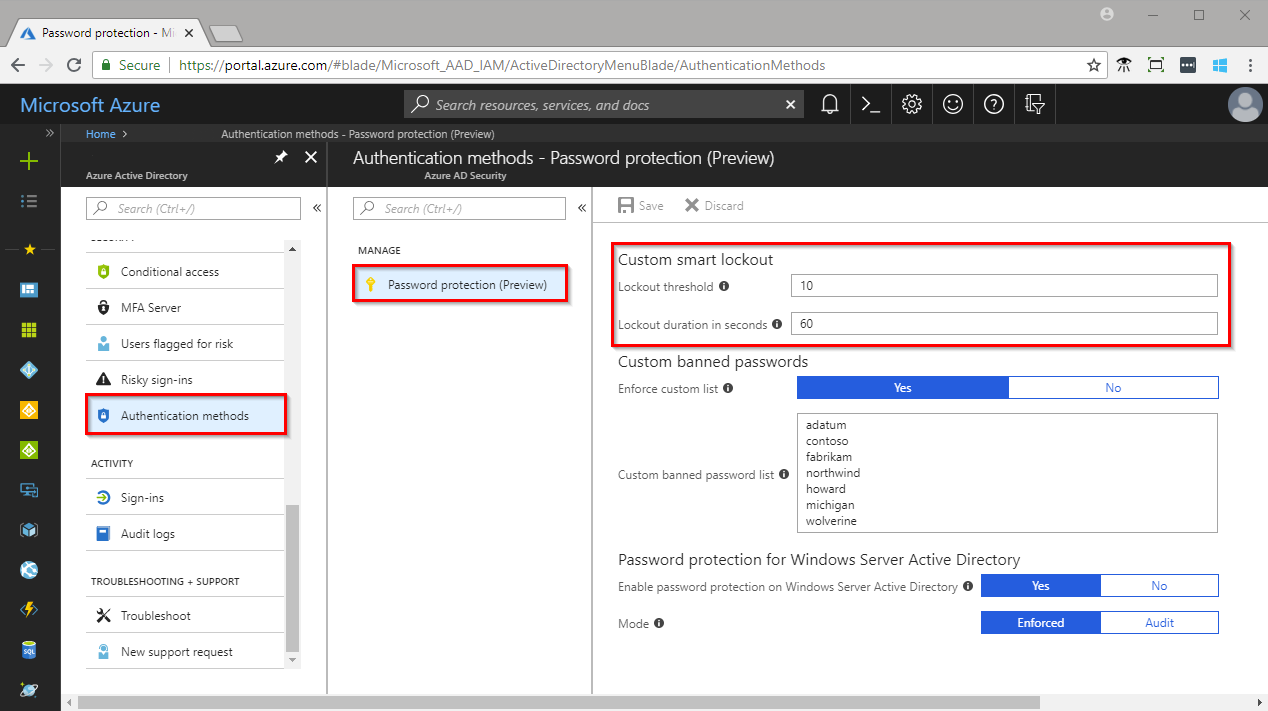 Password protection - Mi
Secure
https://portal.azure.com/#blade/Microsoft_AAD_IAM/ActiveDirectoryMenuBlade/AuthenticationMethods
Microsoft Azure
Search resources, services, and docs
Home
Authentication methods - Password protection (Preview)
Azure Active Directory
Authentication methods - Password protection (Preview)
Azure AD Security
Search (Ctrl+/)
Conditional access
MFA Server
Users flagged for risk
Risky sign-ins
Authentication methods
ACTIVITY
Sign-ins
Audit logs
TROUBLESHOOTING + SUPPORT
Troubleshoot
New support request
Search (Ctrl+/)
MANAGE
Password protection (Preview)
Save
Discard
Custom smart lockout
Lockout threshold
10
Lockout duration in seconds
60
Custom banned passwords
Enforce custom list
Yes
No
Custom banned password list
adatum
contoso
fabrikam
northwind
howard
michigan
wolverine
Password protection for Windows Server Active Directory
Enable password protection on Windows Server Active Directory
Yes
No
Mode
Enforced
Audit
SQL